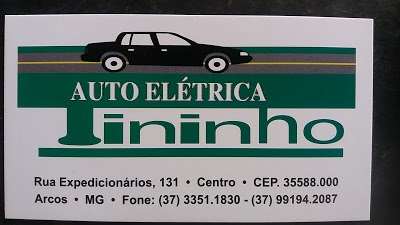 AUTO ELÉTRICA
Tininho
Rua Expedicionários, 131 • Centro • CEP. 35588.000
Arcos • MG • Fone: (37) 3351.1830 - (37) 99194.2087